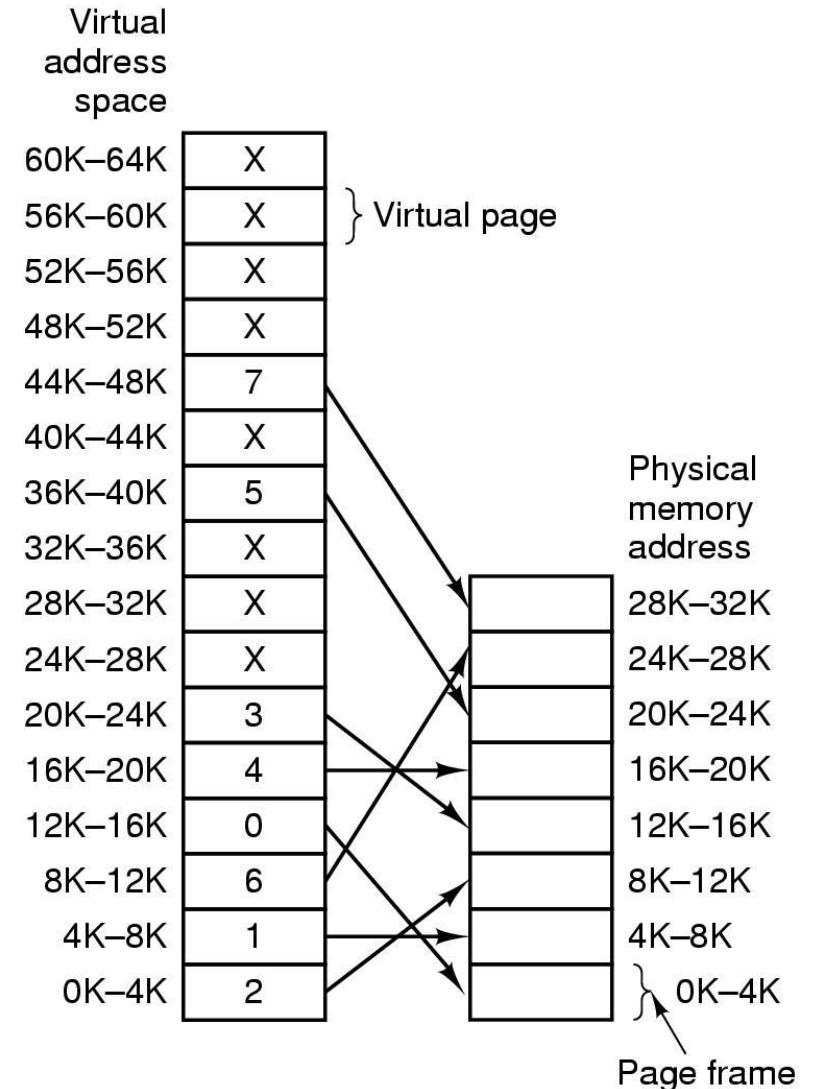 Virtual
address
space
60K–64K X
56K–60K X Virtual page
52K–56K X
48K–52K X
44K–48K 7
40K–44K X
36K–40K 5
32K–36K X
28K–32K X
24K–28K X
20K–24K 3
16K–20K 4
12K–16K 0
8K–12K 6
4K–8K 1
0K–4K 2
Physical
memory
address
28K–32K
24K–28K
20K–24K
16K–20K
12K–16K
8K–12K
4K–8K
0K–4K
Page frame